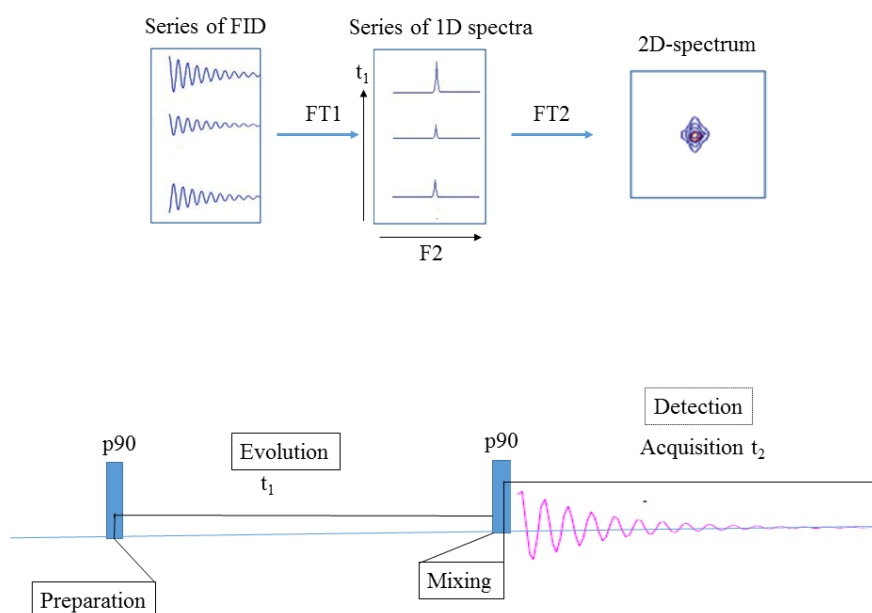 Series of FID
Series of 1D spectra
2D-spectrum
t₁
FT1
FT2
F2
Detection
p90
Evolution
p90
Acquisition t₂
t₁
Mixing
Preparation